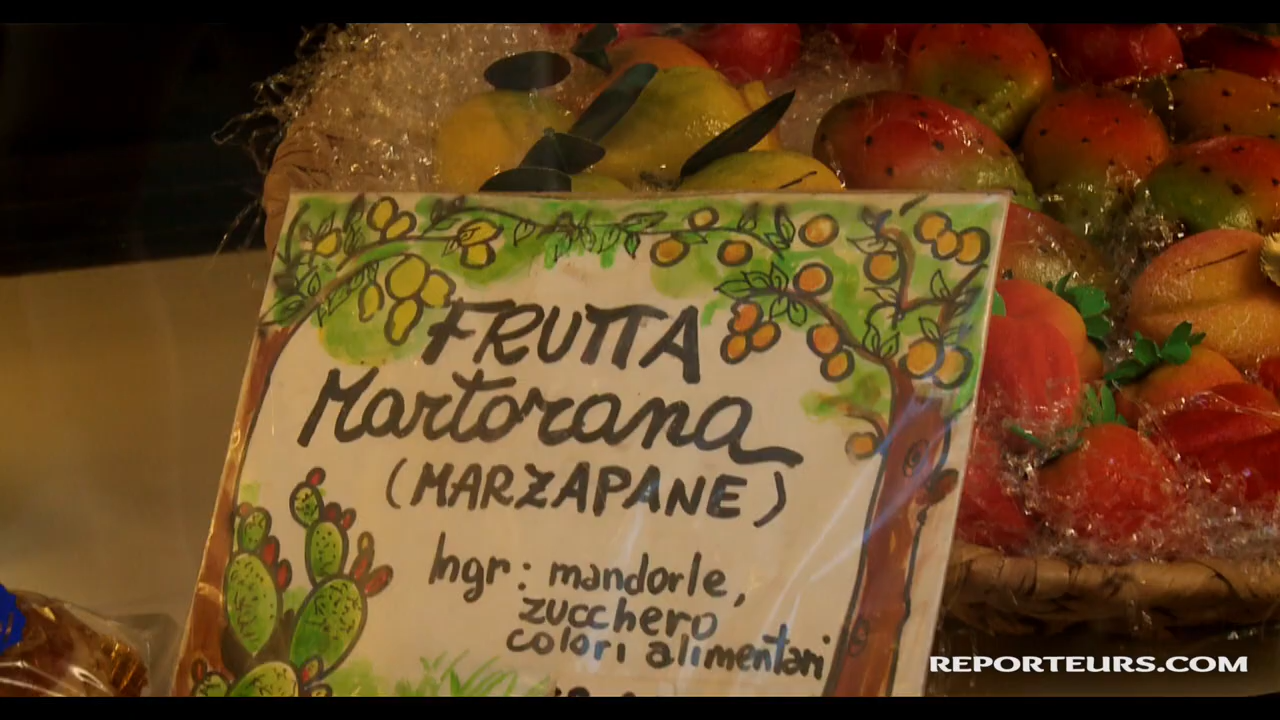 FRUTTA
Martorana
(MARZAPANE)
Ingr: mandorle,
zucchero
colori alimentari
REPORTEURS.COM